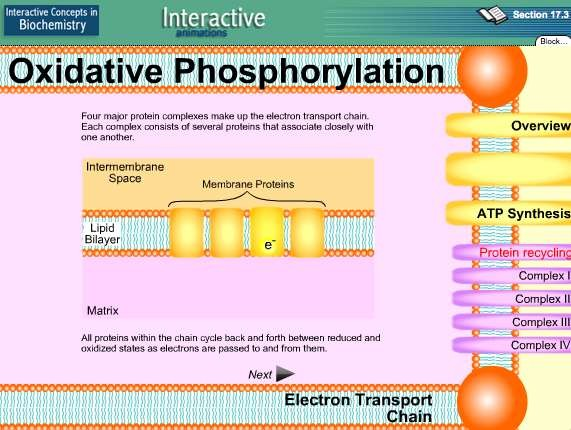 Interactive Concepts in
Biochemistry
Interactive
animations
Section 17.3
Block...
Oxidative Phosphorylation
Four major protein complexes make up the electron transport chain.
Each complex consists of several proteins that associate closely with
one another.
Intermembrane
Space
Membrane Proteins
Lipid
Bilayer
e-
Matrix
All proteins within the chain cycle back and forth between reduced and
oxidized states as electrons are passed to and from them.
Next
Electron Transport
Chain
Overview
ATP Synthesis
Protein recycling
Complex I
Complex II
Complex III
Complex IV